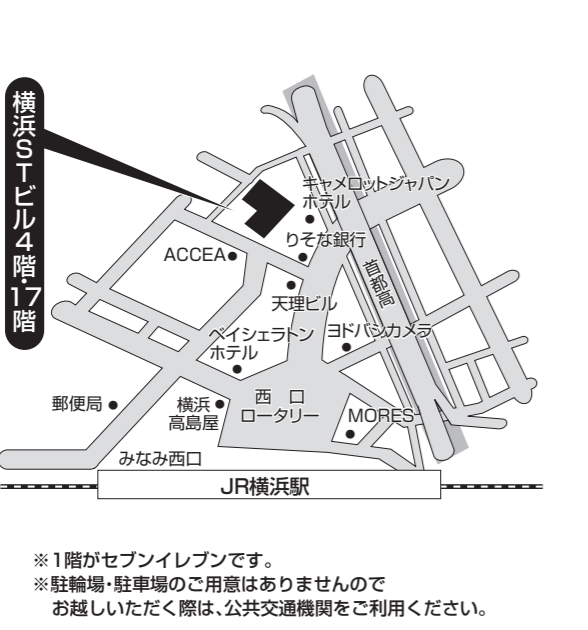 横浜STビル4階・17階
キャメロットジャパン
ホテル
りそな銀行
ACCEA
首都高
天理ビル
ベイシェラトン
ホテル
ヨドバシカメラ
郵便局
横浜
高島屋
西 口
ロータリー
MORES
みなみ西口
JR横浜駅
※1階がセブンイレブンです。
※駐輪場・駐車場のご用意はありませんので
お越しいただく際は、公共交通機関をご利用ください。